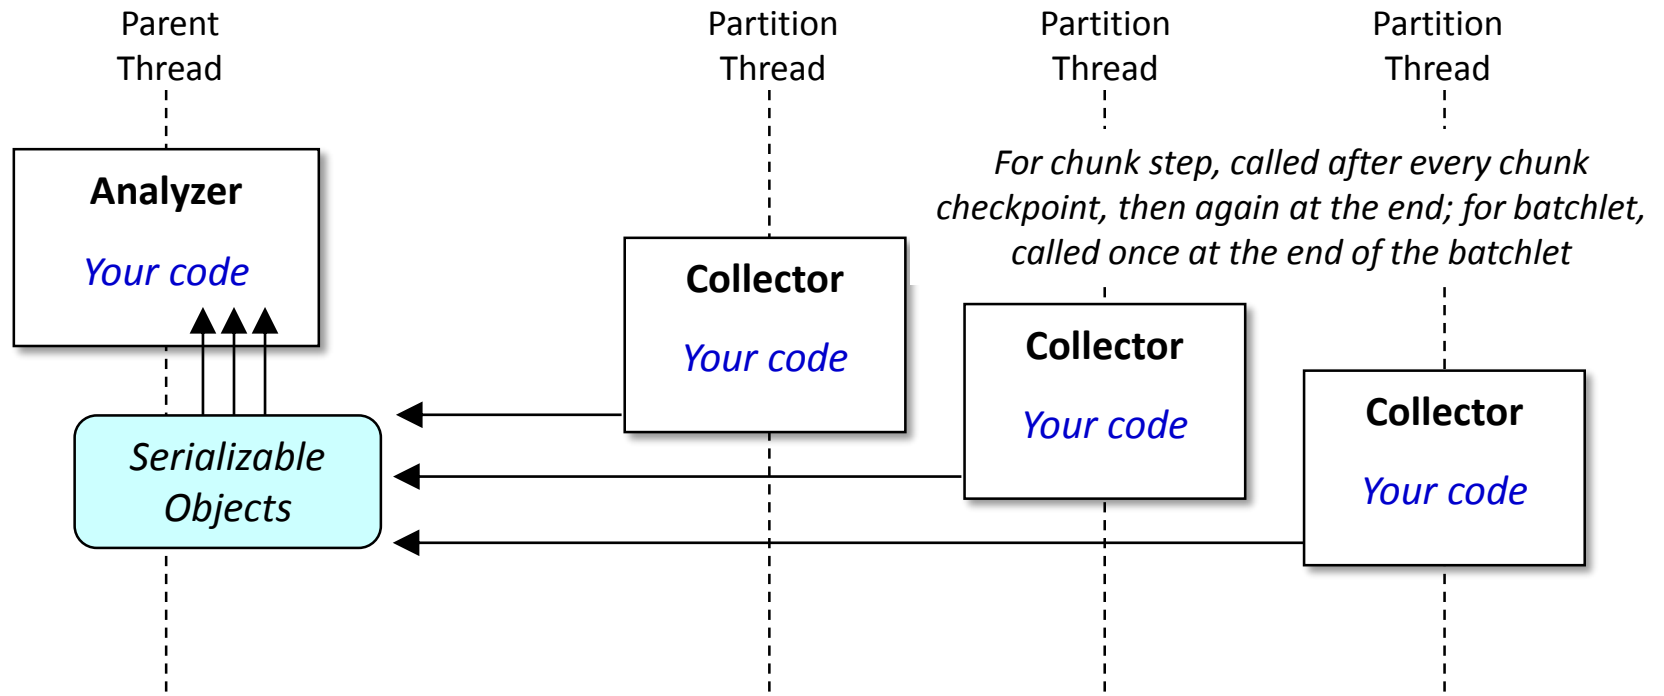 Parent
Thread
Partition
Thread
Partition
Thread
Partition
Thread
For chunk step, called after every chunk
checkpoint, then again at the end; for batchlet,
called once at the end of the batchlet
Analyzer
Your code
Collector
Your code
Collector
Your code
Collector
Your code
Serializable
Objects